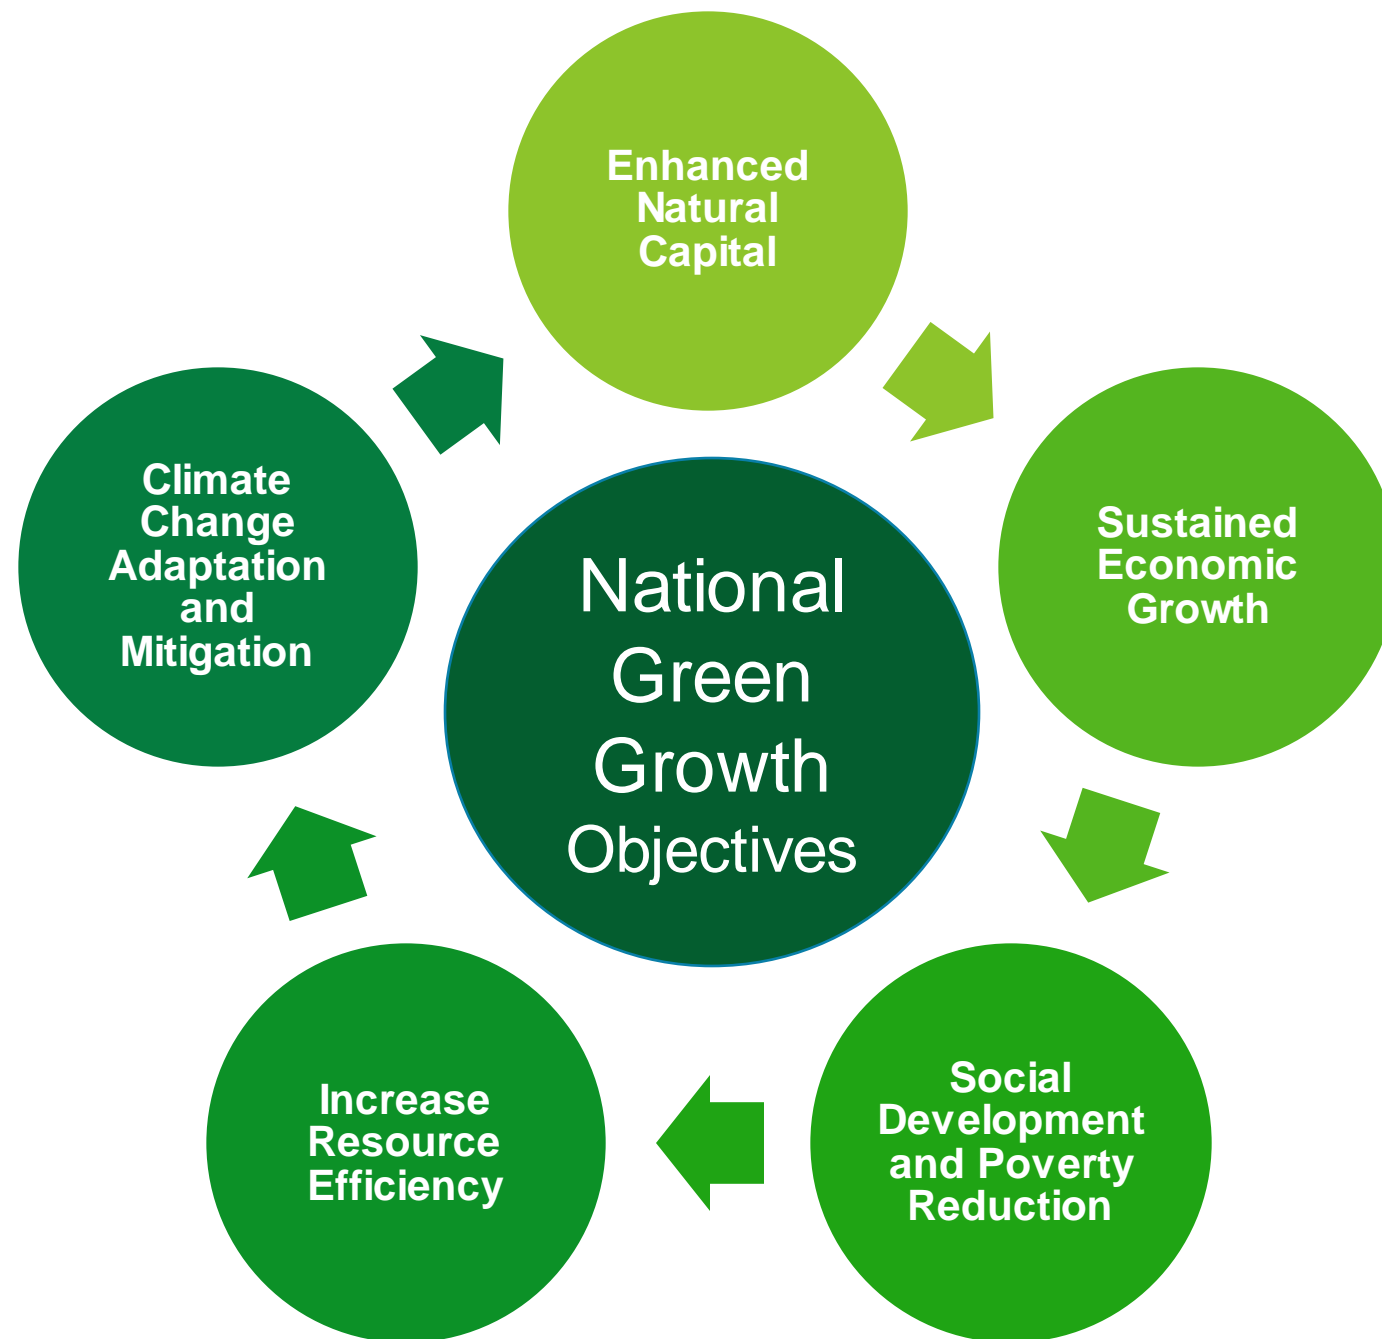 Enhanced
Natural
Capital
Sustained
Economic
Growth
Social
Development
and Poverty
Reduction
Increase
Resource
Efficiency
Climate
Change
Adaptation
and
Mitigation
National
Green
Growth
Objectives